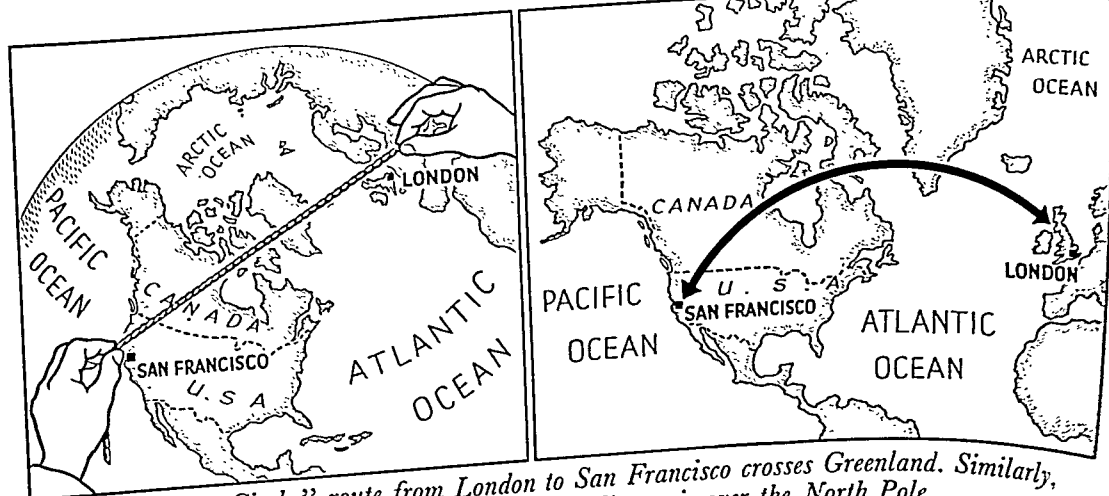 ARCTIC
OCEAN
PACIFIC
OCEAN
LONDON
CANADA
SAN FRANCISCO
U.S A
ATLANTIC
OCEAN
ARCTIC
OCEAN
CANADA
LONDON
U. S. A
SAN FRANCISCO
PACIFIC
OCEAN
ATLANTIC
OCEAN
route from London to San Francisco crosses Greenland. Similarly,
over the North Pole